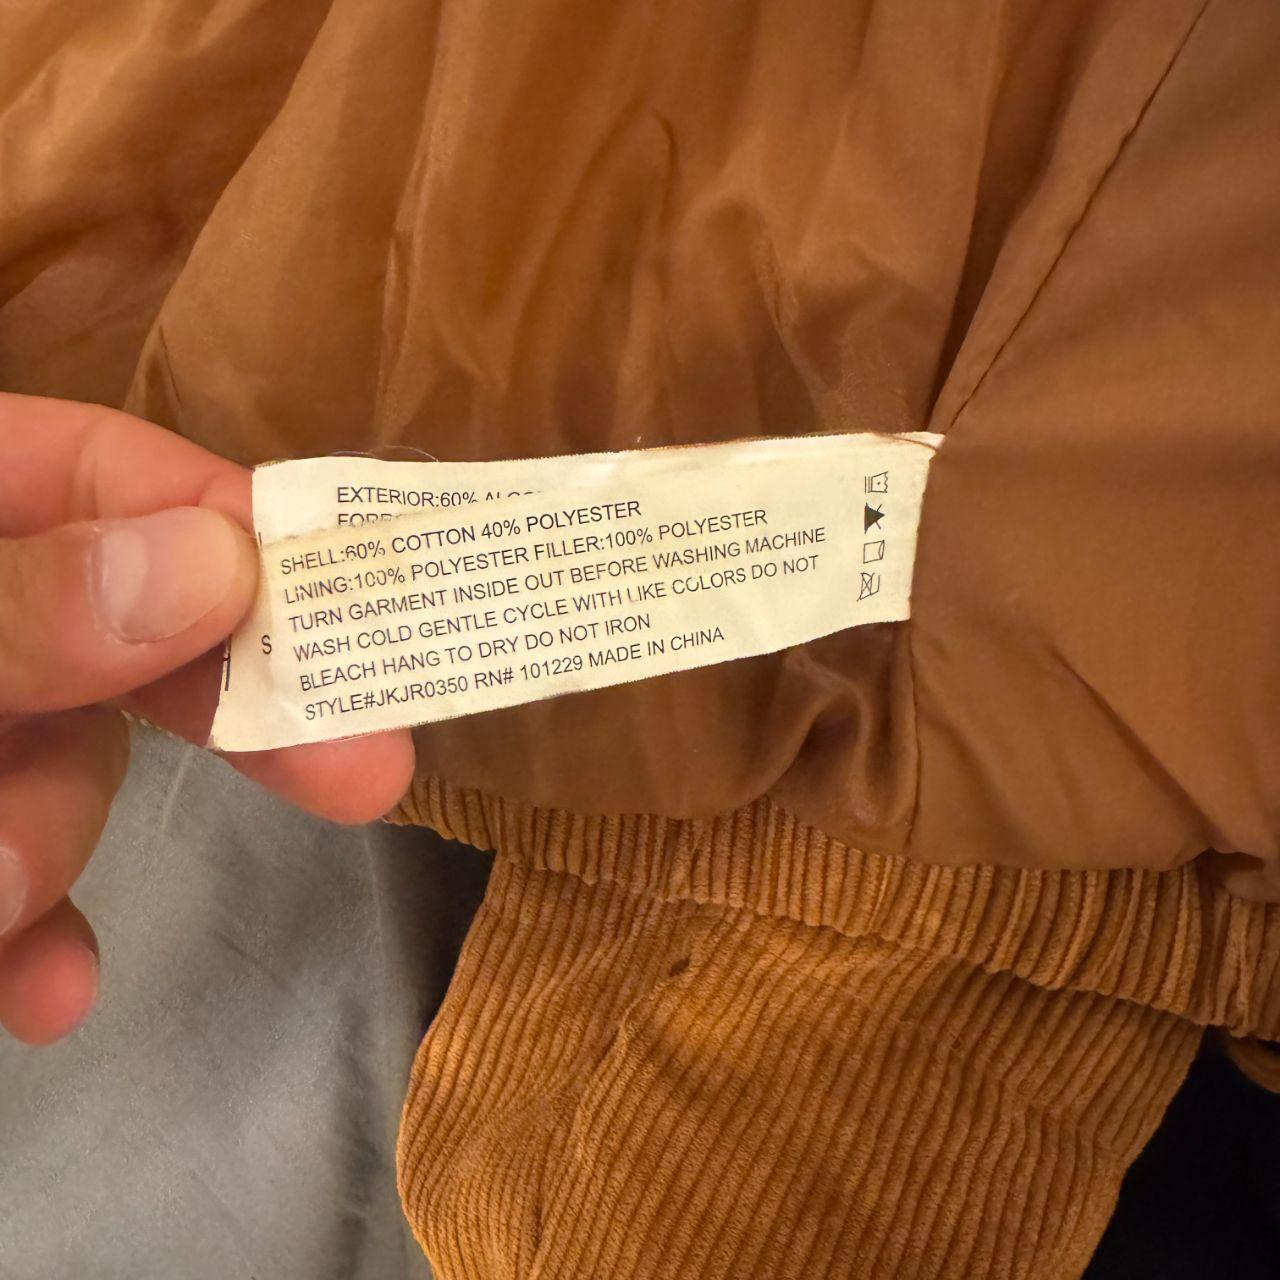 EXTERIOR:60%
SHELL:60% COTTON 40% POLYESTER
LINING:100% POLYESTER FILLER:100% POLYESTER
TURN GARMENT INSIDE OUT BEFORE WASHING MACHINE
WASH COLD GENTLE CYCLE WITH LIKE COLORS DO NOT
BLEACH HANG TO DRY DO NOT IRON
STYLE#JKJR0350 RN# 101229 MADE IN CHINA
S